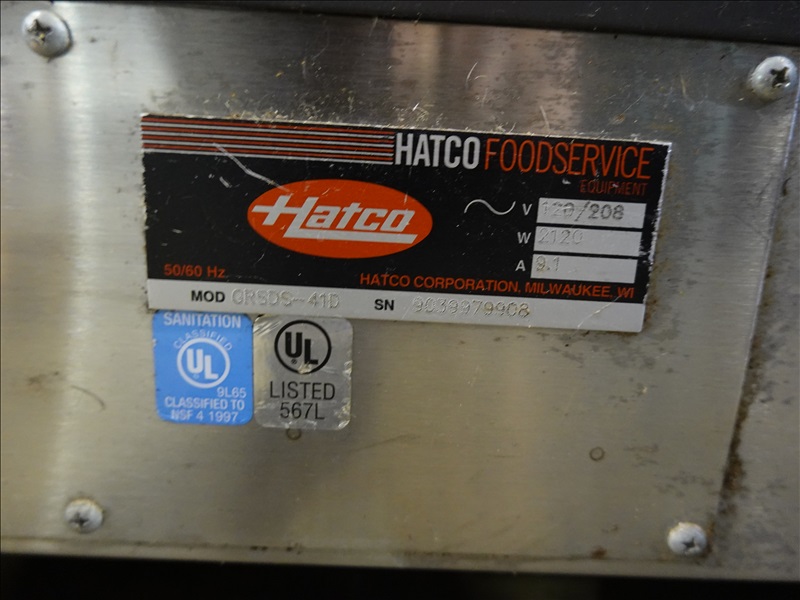 HATCO FOODSERVICE
EQUIPMENT
Hatco
V 120/208
W 2120
A 9.1
50/60 Hz.
HATCO CORPORATION, MILWAUKEE, WI
MOD GRSDS-41D SN 9039979908
SANITATION
CLASSIFIED
UL
9L65
CLASSIFIED TO
NSF 4 1997
UL
LISTED
567L